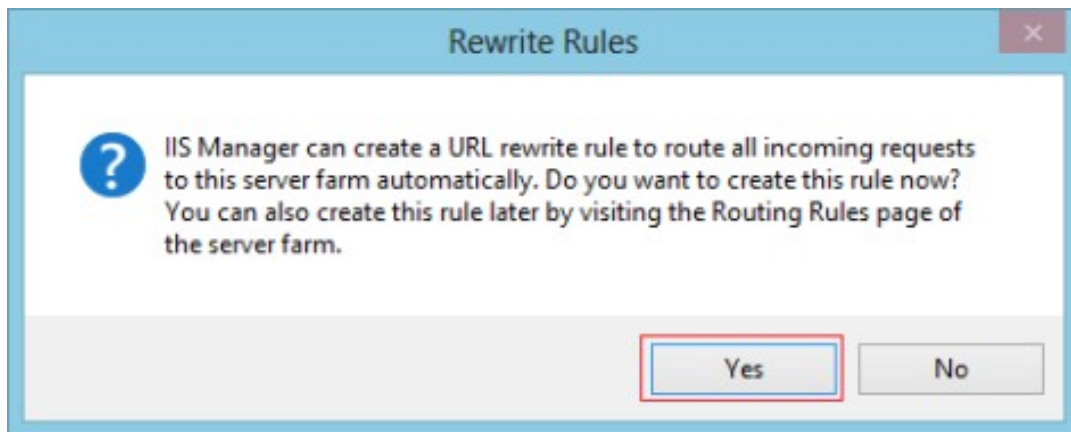 Rewrite Rules
IIS Manager can create a URL rewrite rule to route all incoming requests
to this server farm automatically. Do you want to create this rule now?
You can also create this rule later by visiting the Routing Rules page of
the server farm.
Yes
No